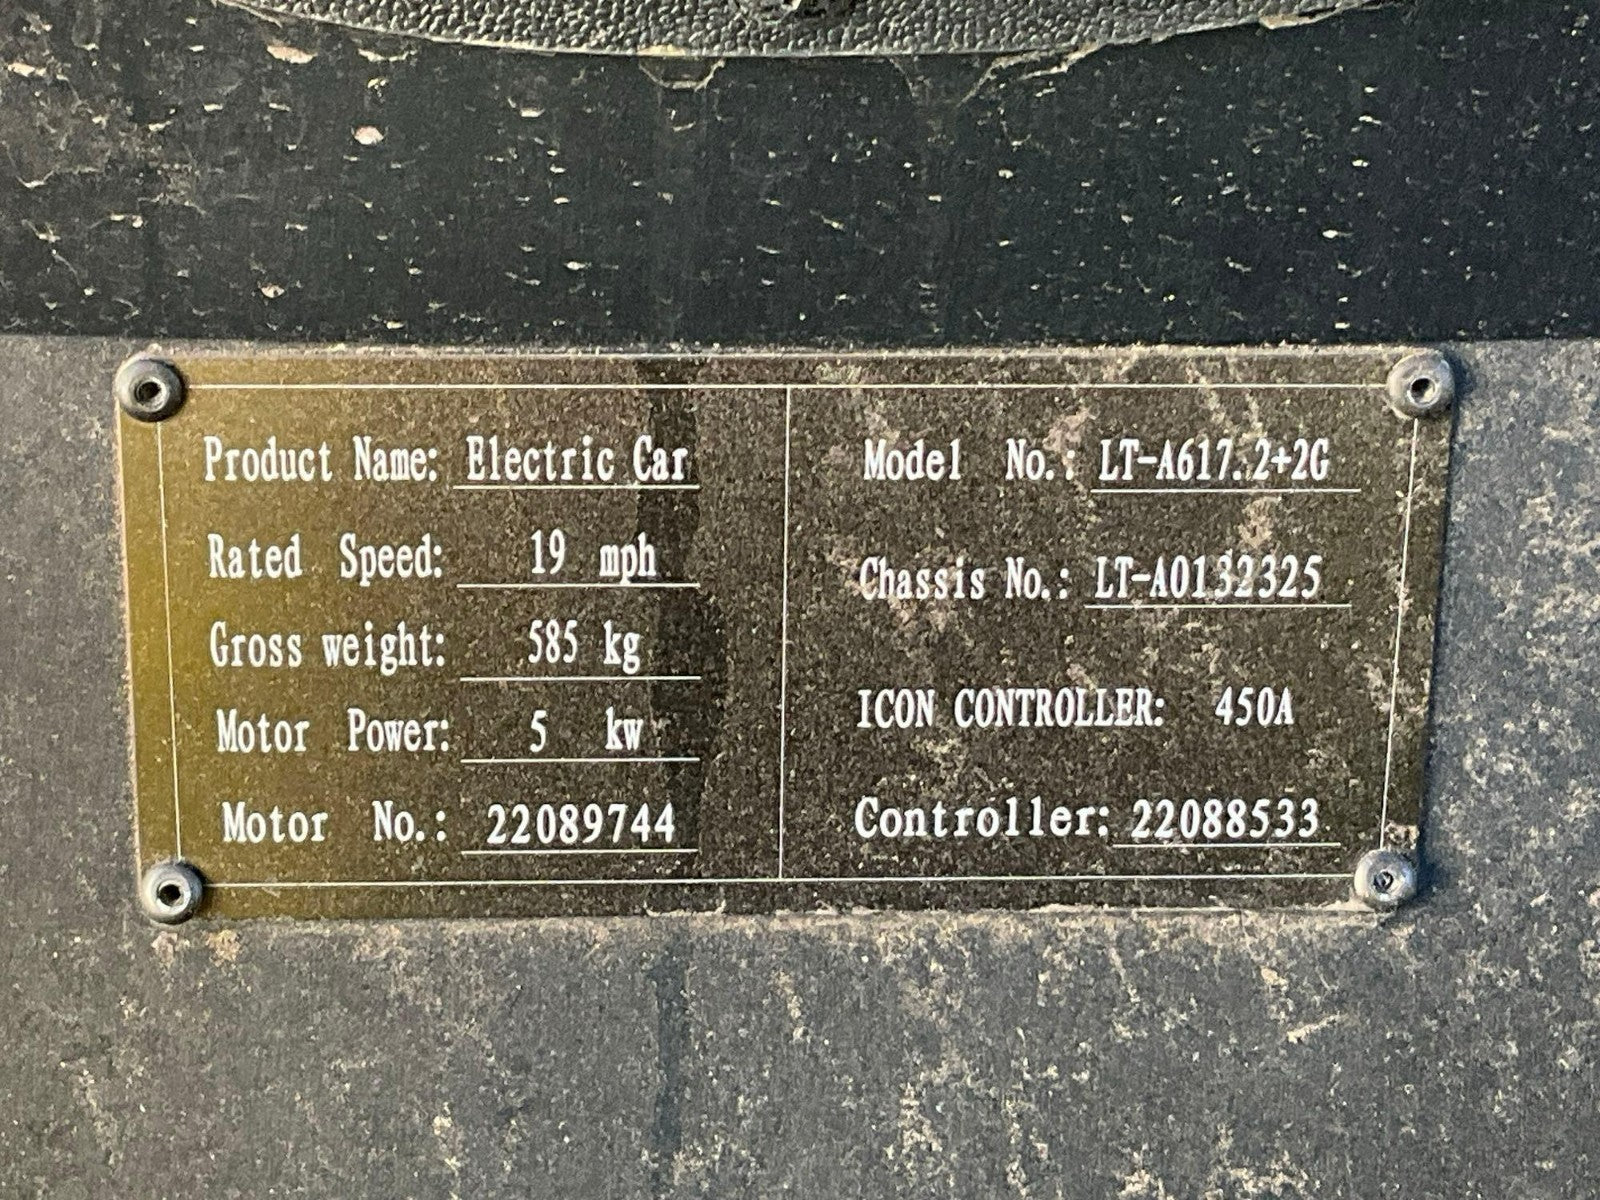 Product Name: Electric Car
Rated Speed: 19 mph
Gross weight: 585 kg
Motor Power: 5 kw
Motor No.: 22089744
Model No.: LT-A617..2+2G
Chassis No.: LT-A0132325
ICON CONTROLLER: 450A
Controller: 22088533